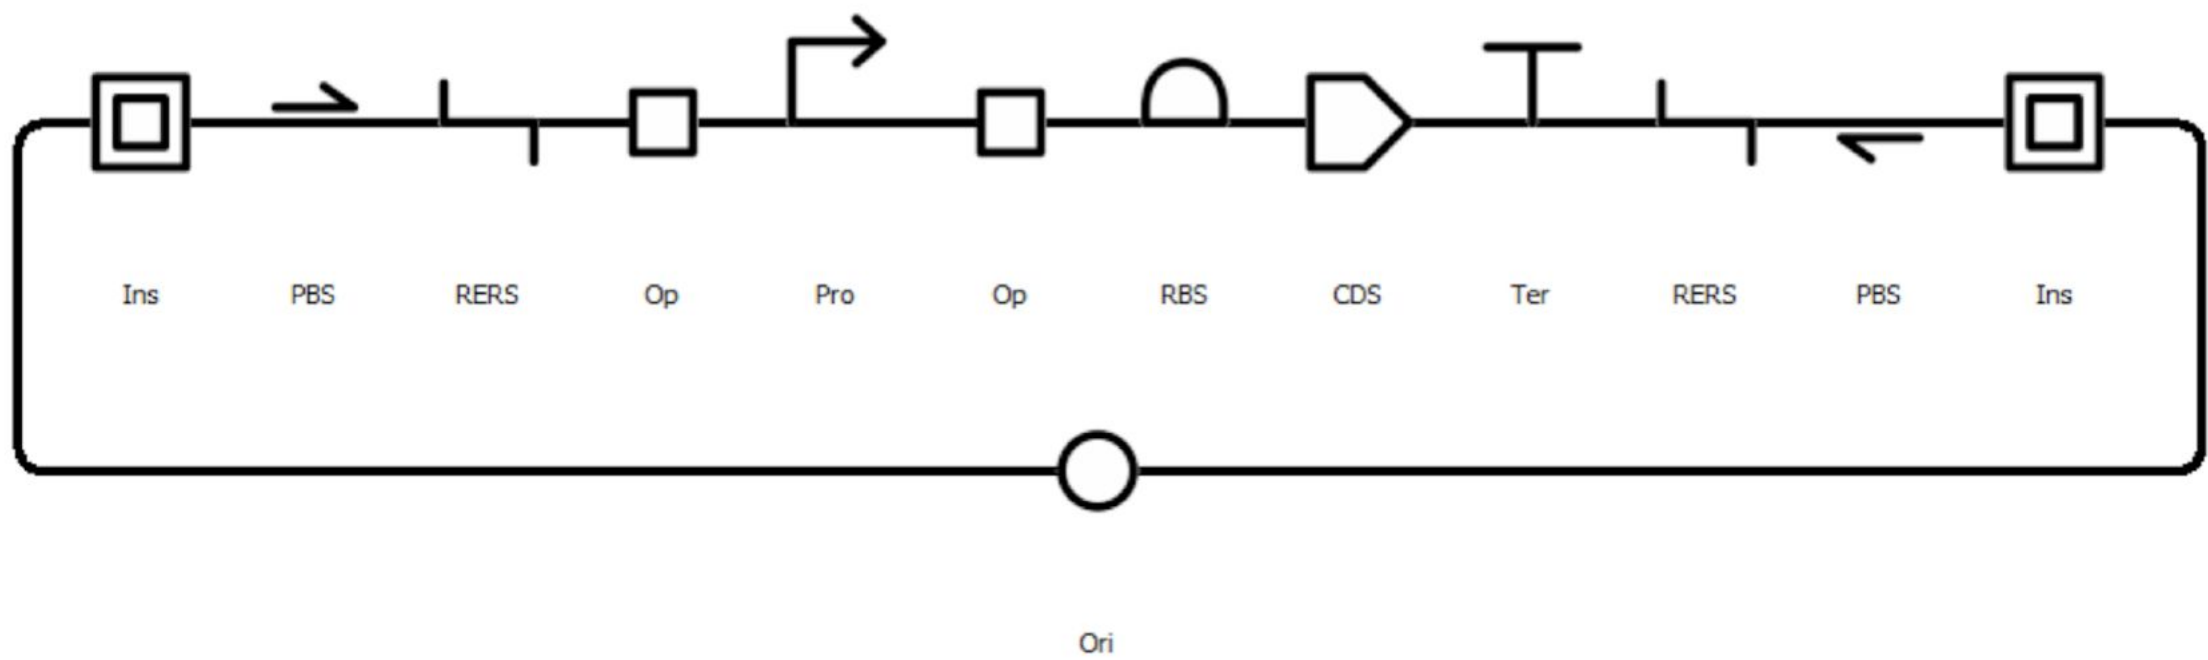 Ins PBS RERS Op Pro Op RBS CDS Ter RERS PBS Ins
Ori